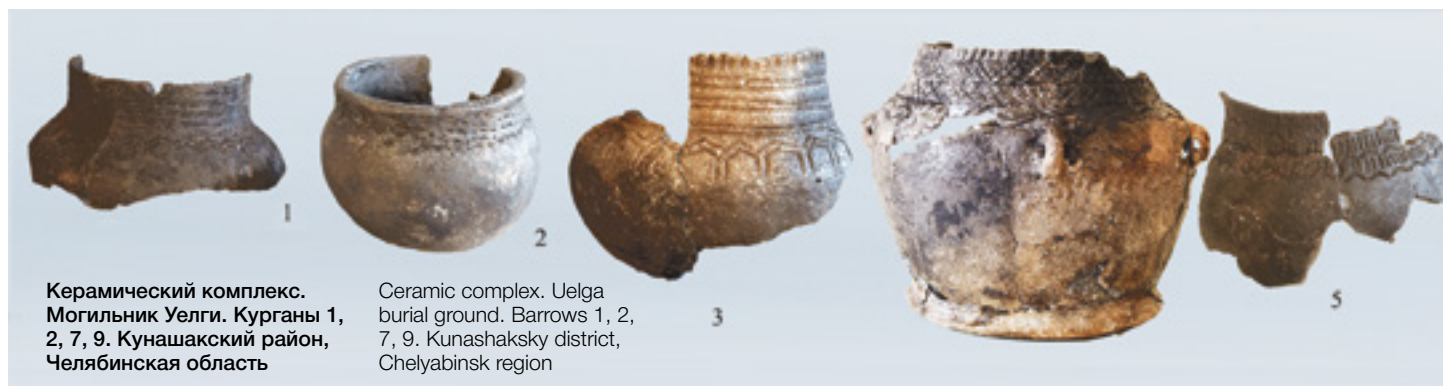 1
2
3
5
Керамический комплекс.
Могильник Уелги. Курганы 1,
2, 7, 9. Кунашакский район,
Челябинская область
Ceramic complex. Uelga
burial ground. Barrows 1, 2,
7, 9. Kunashaksky district,
Chelyabinsk region